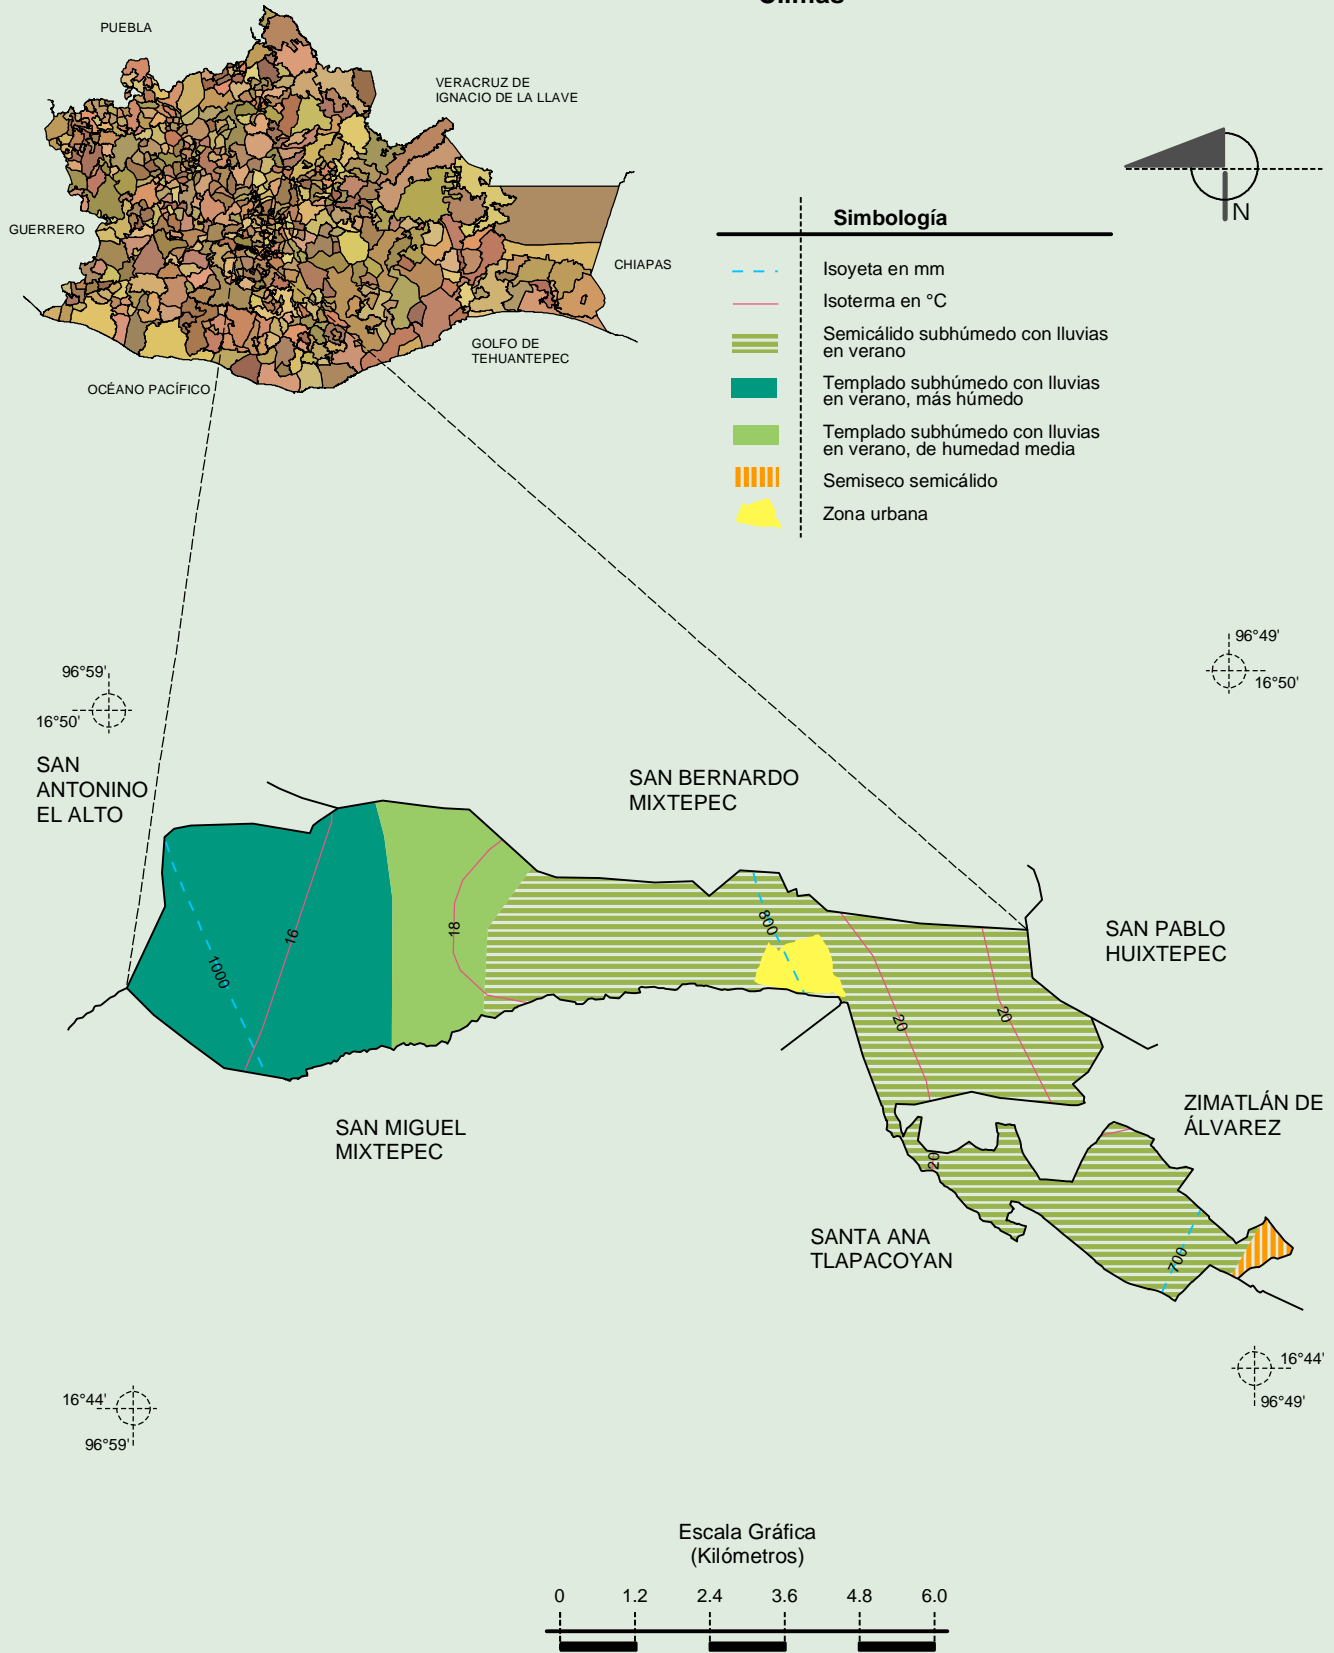 Climas
PUEBLA
VERACRUZ DE
IGNACIO DE LA LLAVE
GUERRERO
CHIAPAS
GOLFO DE
TEHUANTEPEC
OCÉANO PACÍFICO
N
Simbología
Isoyeta en mm
Isoterma en °C
Semicálido subhúmedo con lluvias
en verano
Templado subhúmedo con lluvias
en verano, más húmedo
Templado subhúmedo con lluvias
en verano, de humedad media
Semiseco semicálido
Zona urbana
96°59'
16°50'
96°49'
16°50'
SAN
ANTONINO
EL ALTO
SAN BERNARDO
MIXTEPEC
SAN PABLO
HUIXTEPEC
1000
16
18
800
20
20
SAN MIGUEL
MIXTEPEC
ZIMATLÁN DE
ÁLVAREZ
20
SANTA ANA
TLAPACOYAN
700
16°44'
96°59'
16°44'
96°49'
Escala Gráfica
(Kilómetros)
0 1.2 2.4 3.6 4.8 6.0